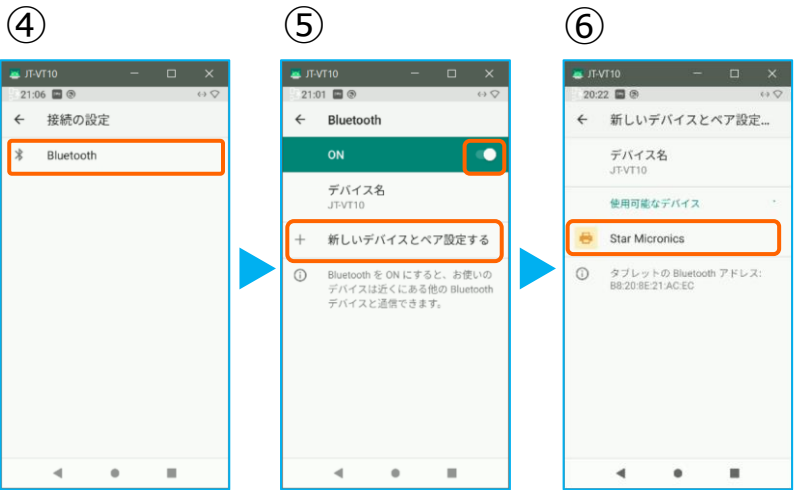 ④
JT-VT10
21:06
接続の設定
Bluetooth
⑤
JT-VT10
21:01
Bluetooth
ON
デバイス名
JT-VT10
新しいデバイスとペア設定する
Bluetooth を ON にすると、お使いの
デバイスは近くにある他の Bluetooth
デバイスと通信できます。
⑥
JT-VT10
20:22
新しいデバイスとペア設定...
デバイス名
JT-VT10
使用可能なデバイス
Star Micronics
タブレットの Bluetooth アドレス:
B8:20:8E:21:AC:EC